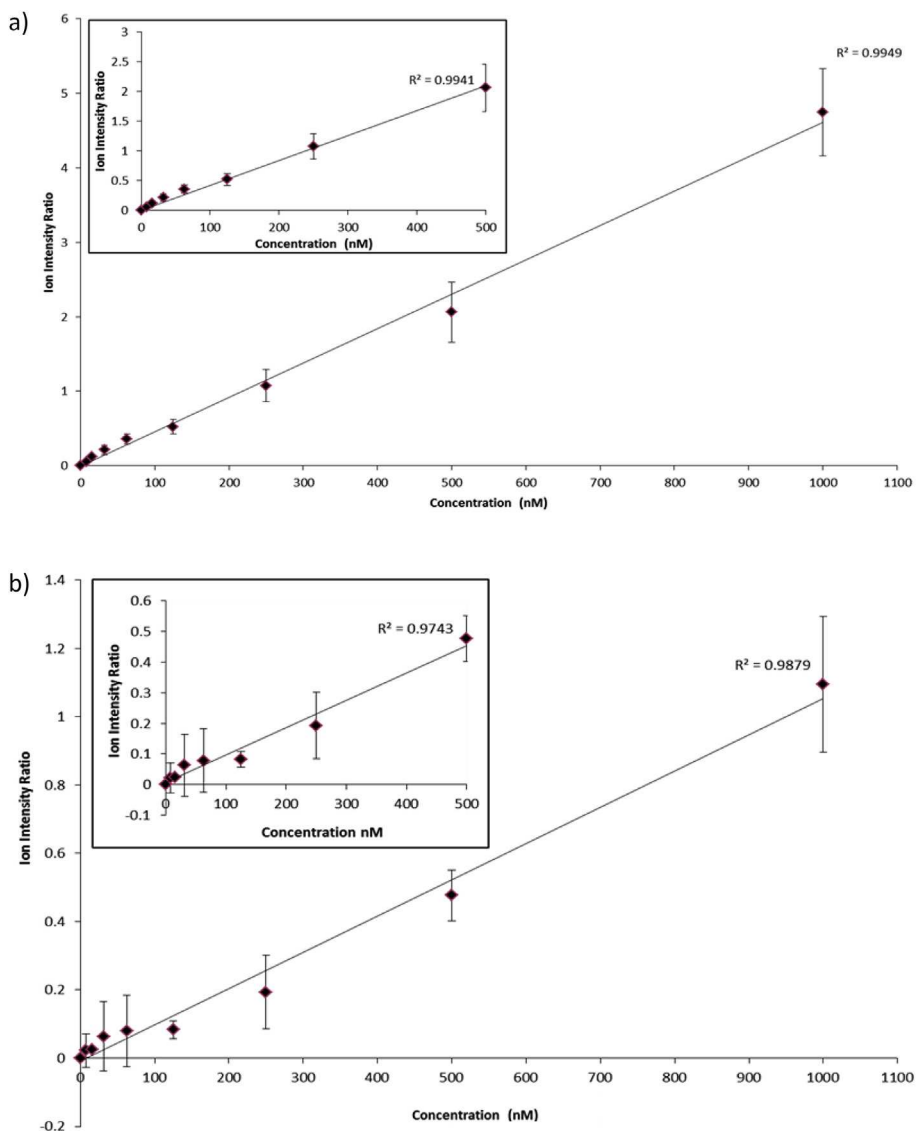 a)
6
5
4
3
2
1
0
Ion Intensity Ratio
R² = 0.9949
3
2.5
2
1.5
1
0.5
0
Ion Intensity Ratio
R² = 0.9941
0 100 200 300 400 500
Concentration (nM)
0 100 200 300 400 500 600 700 800 900 1000 1100
Concentration (nM)
b)
1.4
1.2
1
0.8
0.6
0.4
0.2
0
-0.2
Ion Intensity Ratio
R² = 0.9879
0.6
0.5
0.4
0.3
0.2
0.1
0
-0.1
Ion Intensity Ratio
R² = 0.9743
0 100 200 300 400 500
Concentration nM
0 100 200 300 400 500 600 700 800 900 1000 1100
Concentration (nM)